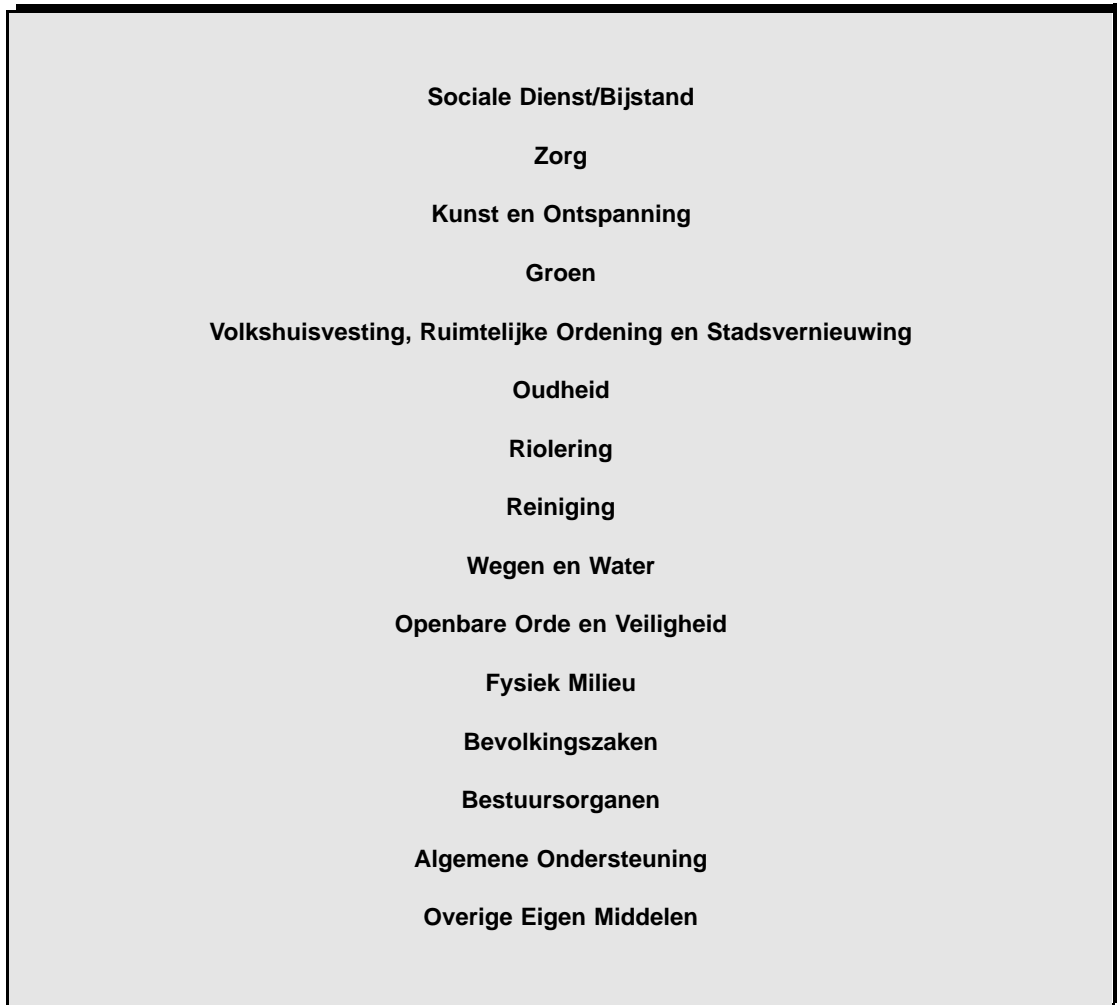 Sociale Dienst/Bijstand
Zorg
Kunst en Ontspanning
Groen
Volkshuisvesting, Ruimtelijke Ordening en Stadsvernieuwing
Oudheid
Riolering
Reiniging
Wegen en Water
Openbare Orde en Veiligheid
Fysiek Milieu
Bevolkingszaken
Bestuursorganen
Algemene Ondersteuning
Overige Eigen Middelen